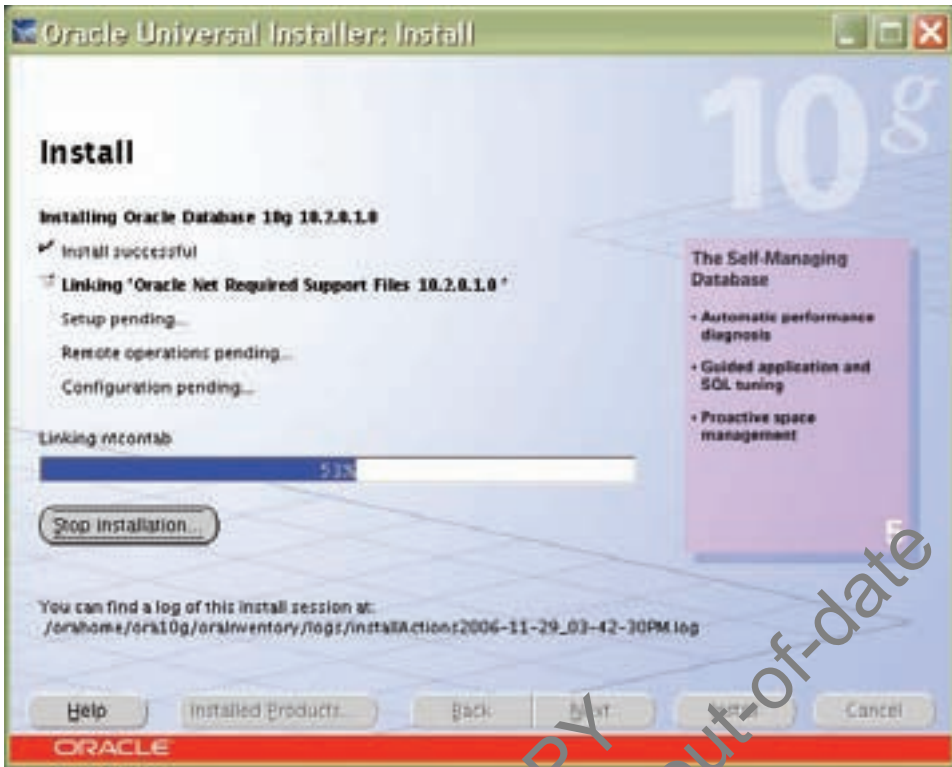 Oracle Universal Installer: Install
10g
Install
Installing Oracle Database 10g 10.2.0.1.0
Install successful
Linking 'Oracle Net Required Support Files 10.2.0.1.0 '
Setup pending...
Remote operations pending...
Configuration pending...
Linking ntcontab
53%
Stop installation...
The Self-Managing
Database
• Automatic performance
diagnosis
• Guided application and
SQL tuning
• Proactive space
management
E
You can find a log of this install session at:
/orahome/ora10g/oraInventory/logs/installActions2006-11-29_03-42-30PM.log
Help
Installed Products...
Back
Next
Install
Cancel
ORACLE
PY
out-of-date